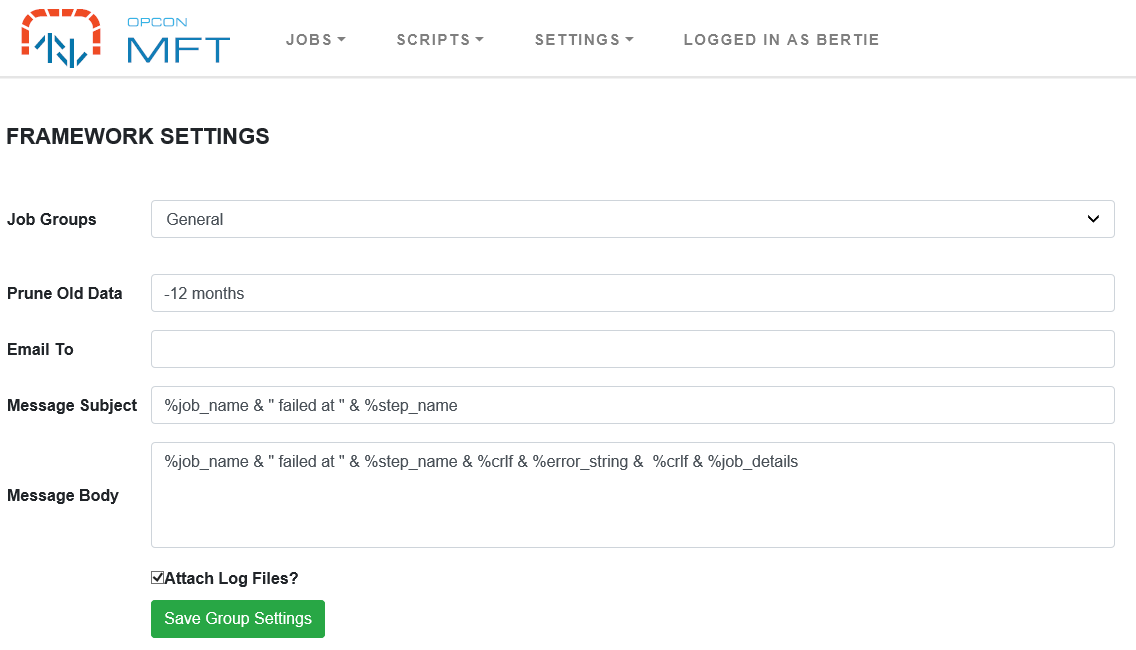 OPCON
MFT
JOBS SCRIPTS SETTINGS LOGGED IN AS BERTIE
FRAMEWORK SETTINGS
Job Groups General
Prune Old Data -12 months
Email To
Message Subject %job_name & " failed at " & %step_name
%job_name & " failed at " & %step_name & %crlf & %error_string &  %crlf & %job_details
Message Body
Attach Log Files?
Save Group Settings